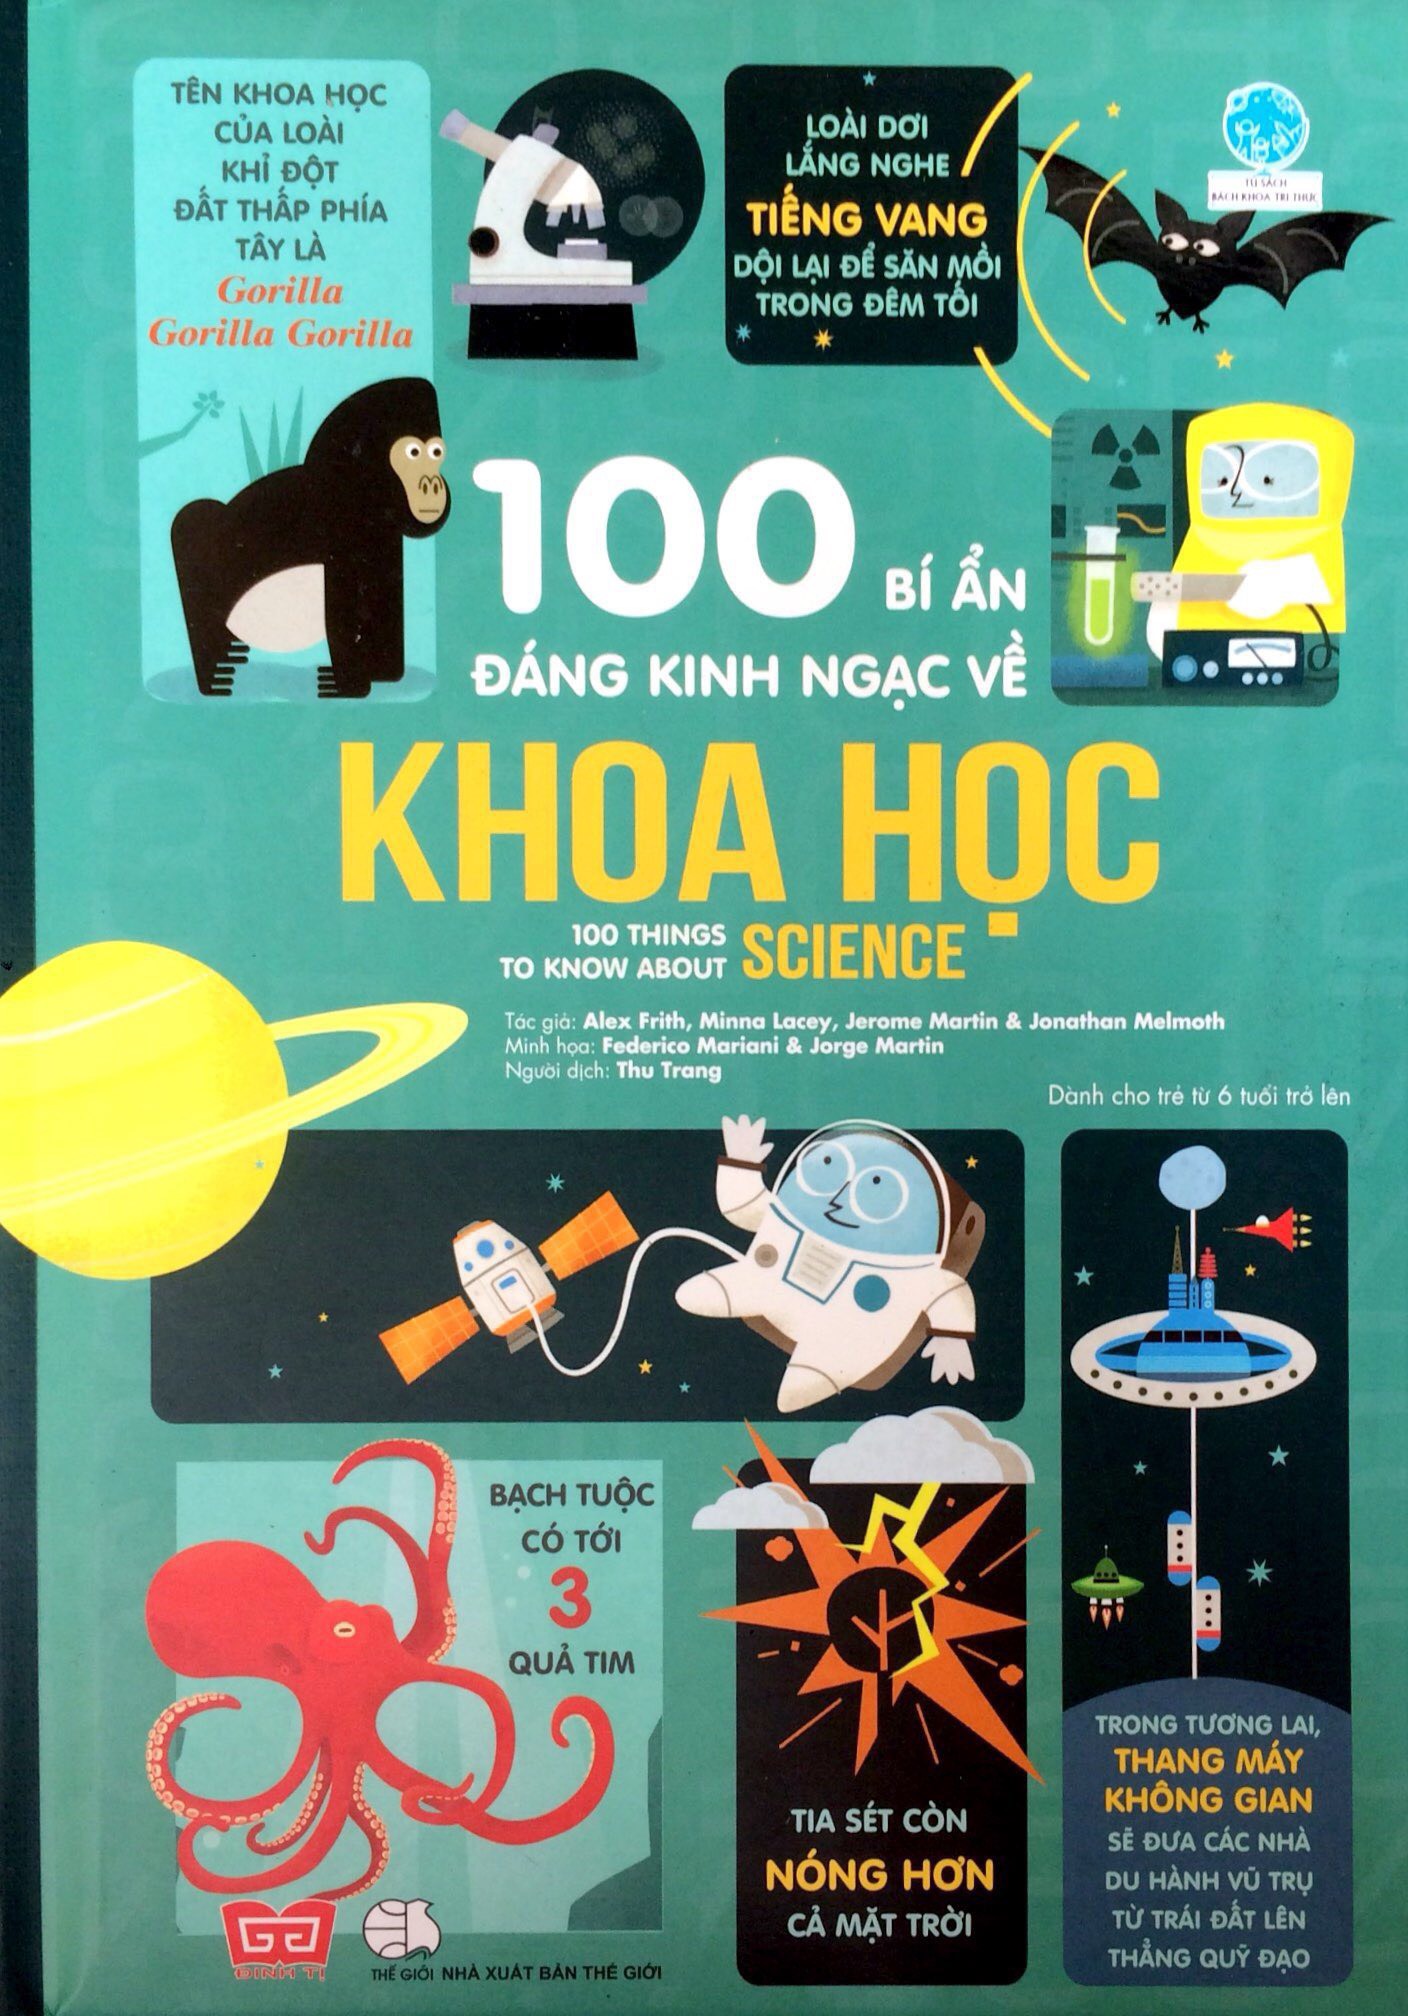 TÊN KHOA HỌC
CỦA LOÀI
KHỈ ĐỘT
ĐẤT THẤP PHÍA
TÂY LÀ
Gorilla
Gorilla Gorilla
LOÀI DƠI
LẮNG NGHE
TIẾNG VANG
DỘI LẠI ĐỂ SĂN MỒI
TRONG ĐÊM TỐI
TỦ SÁCH
BÁCH KHOA TRI THỨC
100 BÍ ẨN
ĐÁNG KINH NGẠC VỀ
KHOA HỌC
100 THINGS
TO KNOW ABOUT SCIENCE
Tác giả: Alex Frith, Minna Lacey, Jerome Martin & Jonathan Melmoth
Minh họa: Federico Mariani & Jorge Martin
Người dịch: Thu Trang
Dành cho trẻ từ 6 tuổi trở lên
BẠCH TUỘC
CÓ TỚI
3
QUẢ TIM
TIA SÉT CÒN
NÓNG HƠN
CẢ MẶT TRỜI
TRONG TƯƠNG LAI,
THANG MÁY
KHÔNG GIAN
SẼ ĐƯA CÁC NHÀ
DU HÀNH VŨ TRỤ
TỪ TRÁI ĐẤT LÊN
THẲNG QUỸ ĐẠO
ĐINH TỊ
THẾ GIỚI NHÀ XUẤT BẢN THẾ GIỚI